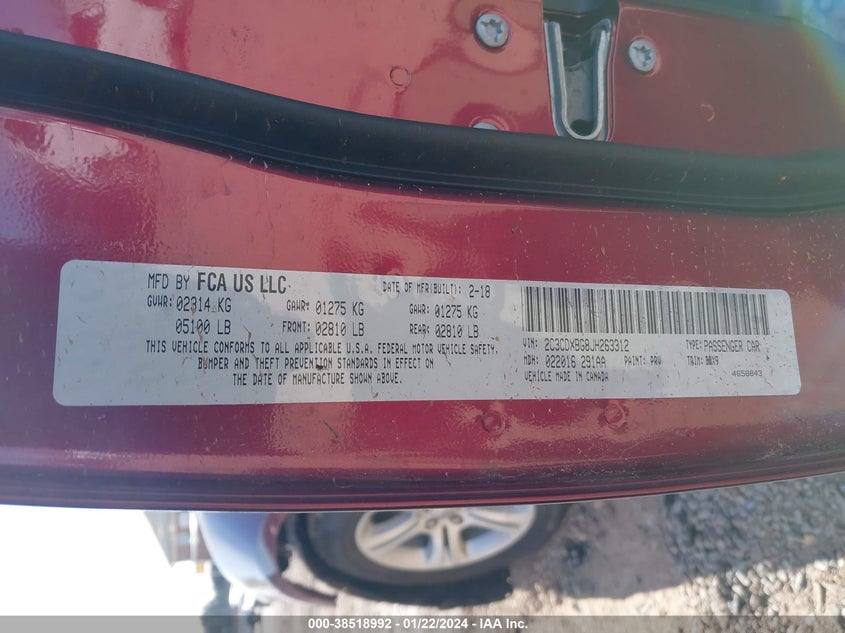 MFD BY FCA US LLC DATE OF MFR(BUILT): 2-18
GVWR: 02314 KG GAWR: 01275 KG GAWR: 01275 KG
05100 LB FRONT: 02810 LB REAR: 02810 LB
THIS VEHICLE CONFORMS TO ALL APPLICABLE U.S.A. FEDERAL MOTOR VEHICLE SAFETY,
BUMPER AND THEFT PREVENTION STANDARDS IN EFFECT ON
THE DATE OF MANUFACTURE SHOWN ABOVE.
VIN: 2C3CDXBG8JH263312 TYPE: PASSENGER CAR
MDH: 022016 291AA PAINT: PRV TRIM:
VEHICLE MADE IN CANADA 4658843
000-38518992 - 01/22/2024 - IAA Inc.